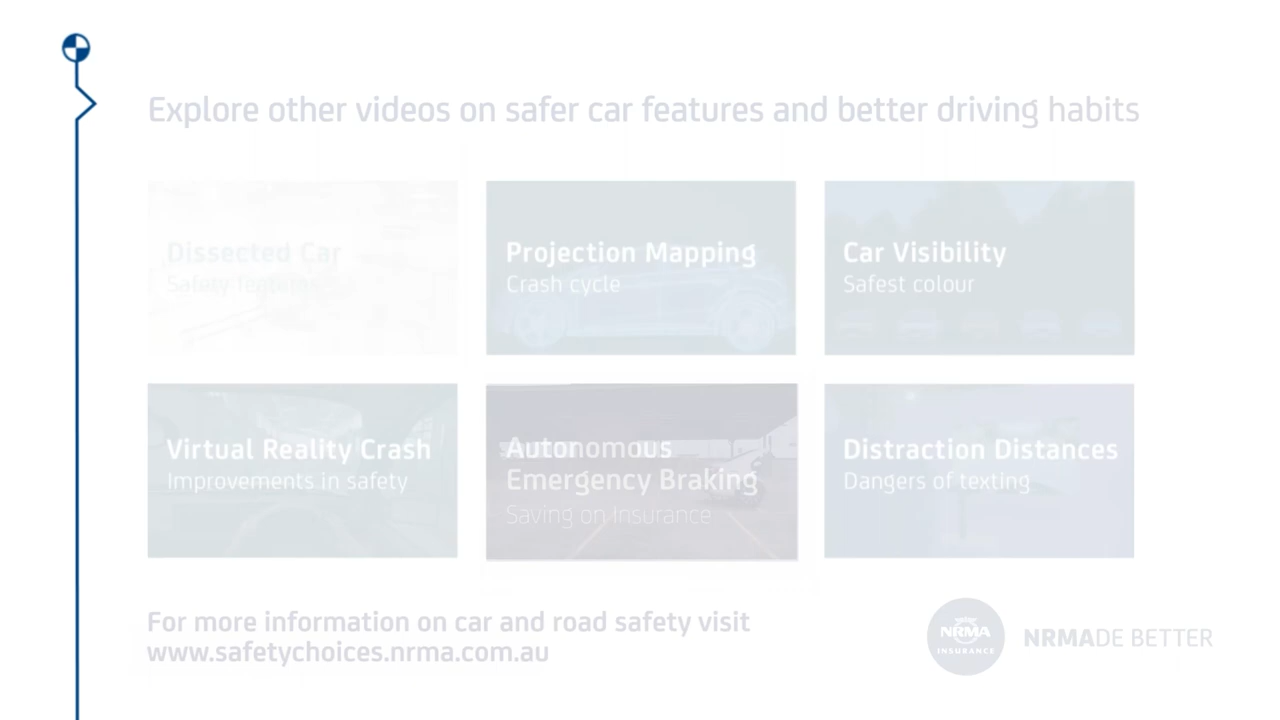 Explore other videos on safer car features and better driving habits
Dissected Car
Safety features
Projection Mapping
Crash cycle
Car Visibility
Safest colour
Virtual Reality Crash
Improvements in safety
Autonomous
Emergency Braking
Saving on Insurance
Distraction Distances
Dangers of texting
For more information on car and road safety visit
www.safetychoices.nrma.com.au
NRMA
INSURANCE
NRMADE BETTER